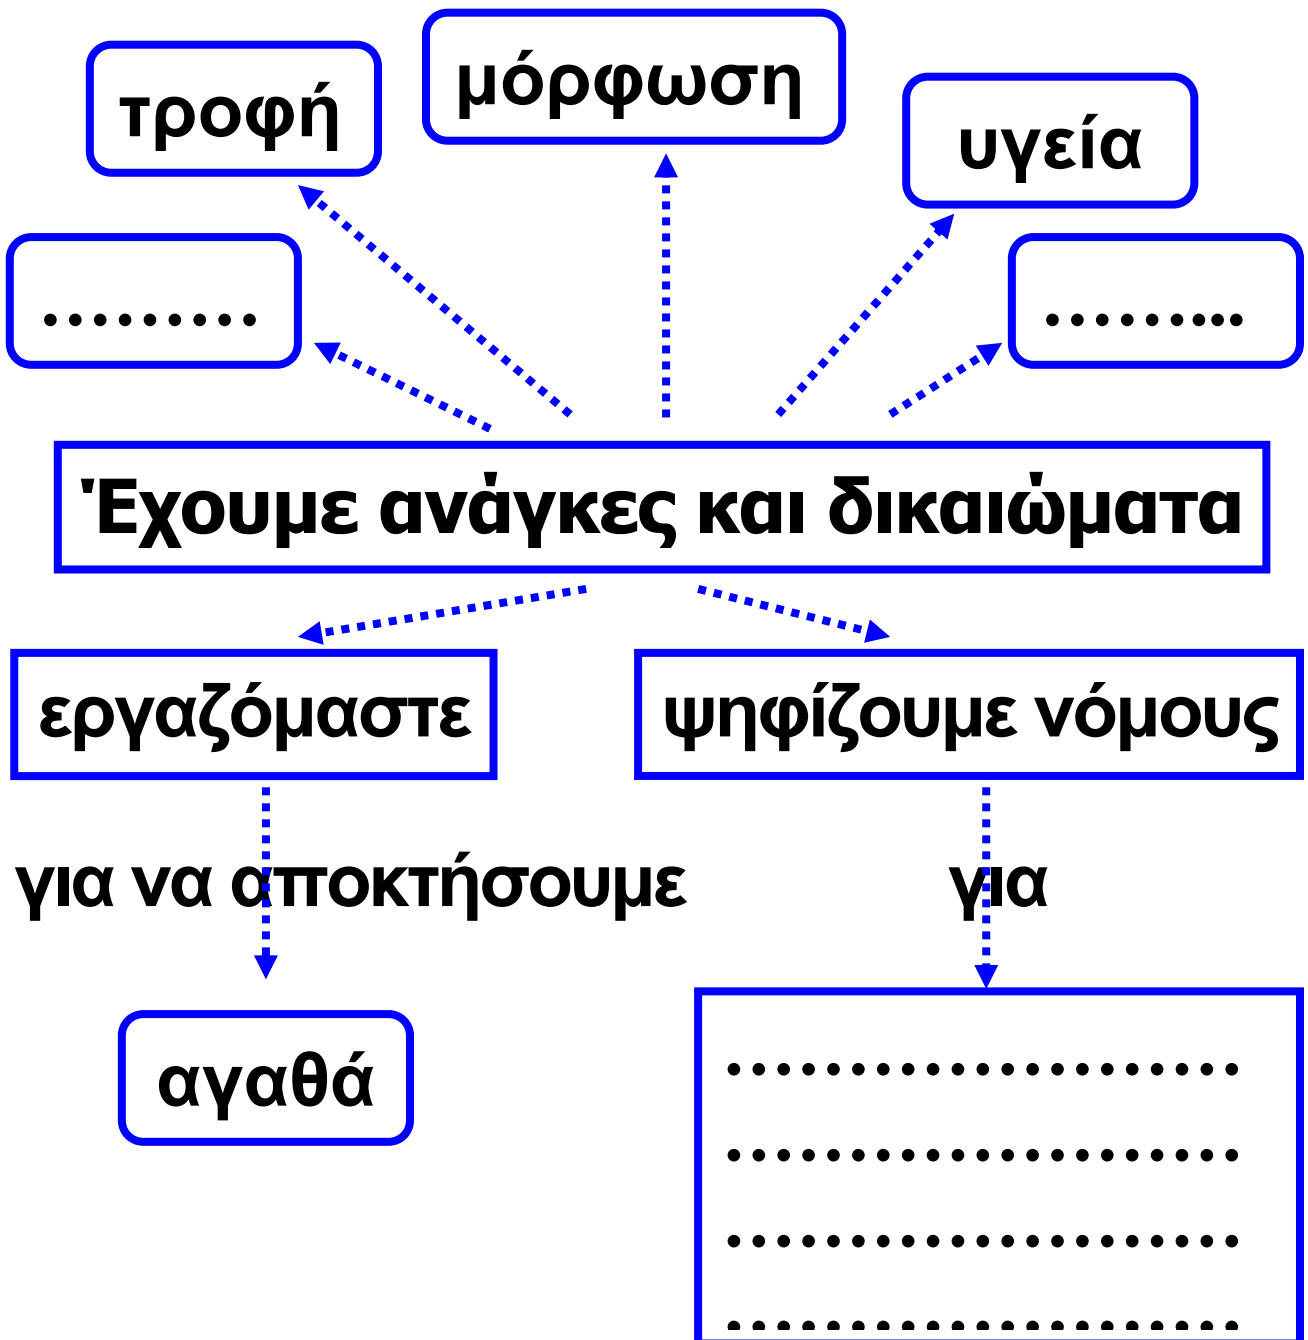 μόρφωση
τροφή
υγεία
………
……...
Έχουμε ανάγκες και δικαιώματα
εργαζόμαστε
ψηφίζουμε νόμους
για να αποκτήσουμε
για
αγαθά
…………………
…………………
…………………
…………………